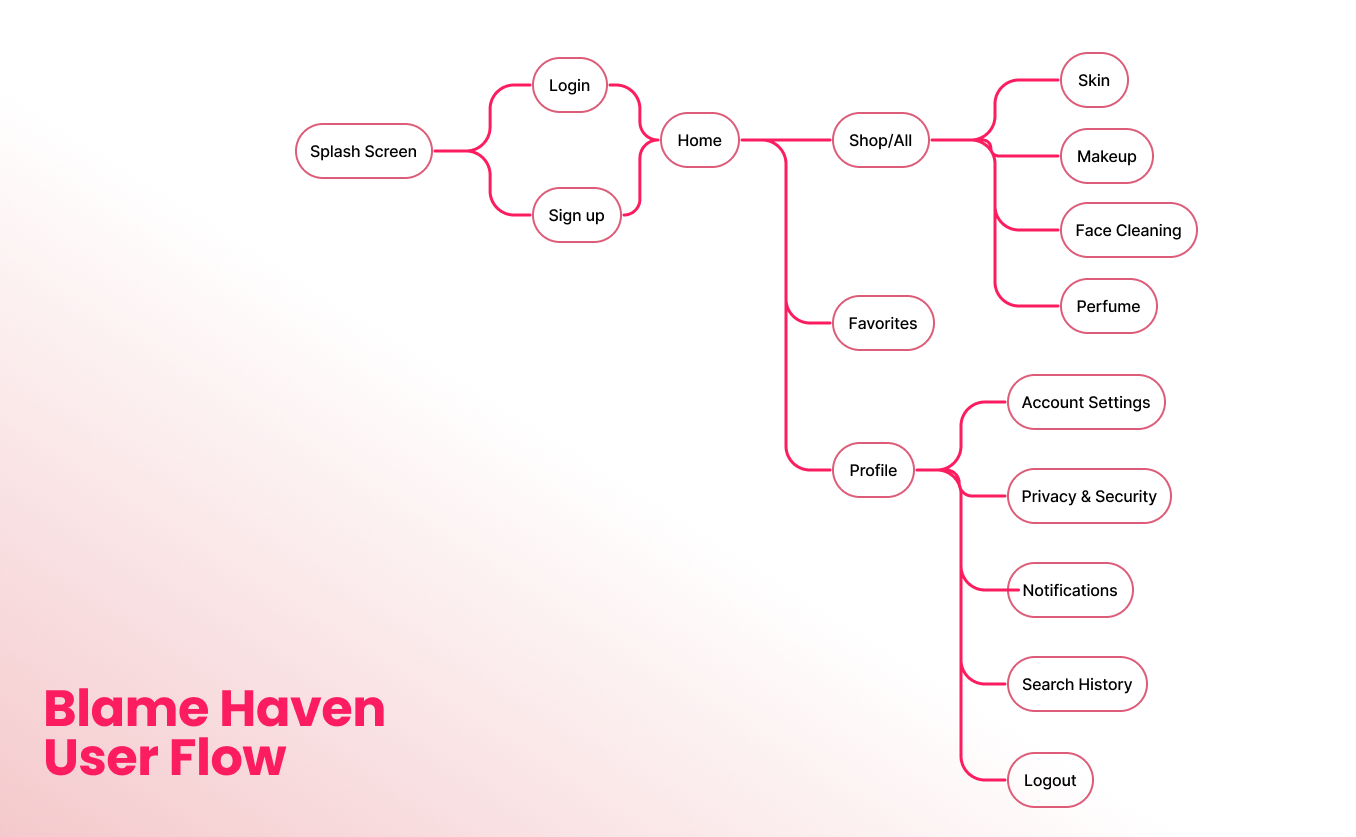 Splash Screen
Login
Sign up
Home
Shop/All
Favorites
Profile
Skin
Makeup
Face Cleaning
Perfume
Account Settings
Privacy & Security
Notifications
Search History
Logout
Blame Haven
User Flow